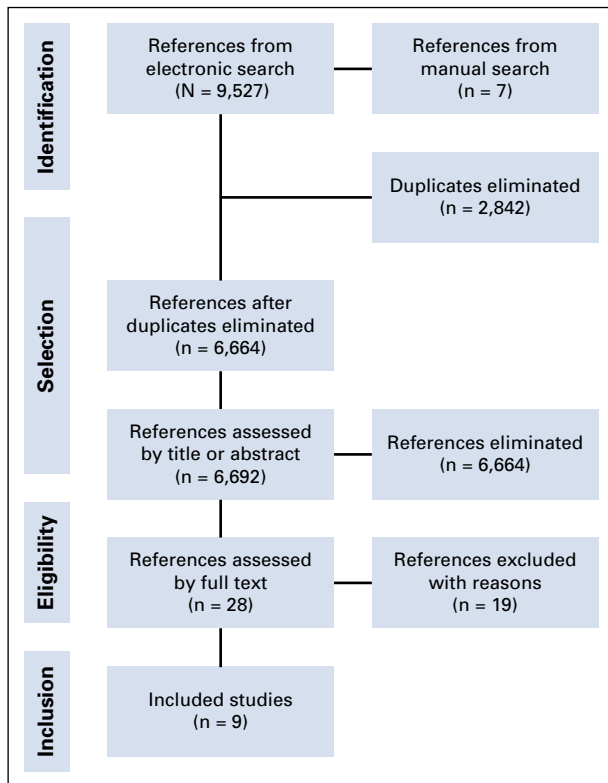 Identification
References from
electronic search
(N = 9,527)
References from
manual search
(n = 7)
Duplicates eliminated
(n = 2,842)
Selection
References after
duplicates eliminated
(n = 6,664)
References assessed
by title or abstract
(n = 6,692)
References eliminated
(n = 6,664)
Eligibility
References assessed
by full text
(n = 28)
References excluded
with reasons
(n = 19)
Inclusion
Included studies
(n = 9)